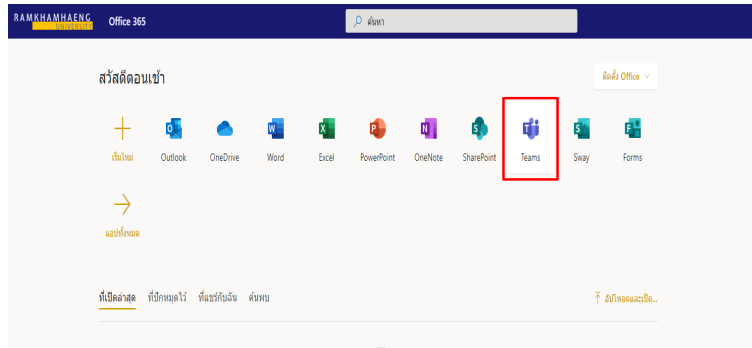 RAMKHAMHAENG
UNIVERSITY
Office 365
ค้นหา
สวัสดีตอนเช้า
ติดตั้ง Office
เริ่มใหม่
Outlook
OneDrive
Word
Excel
PowerPoint
OneNote
SharePoint
Teams
Sway
Forms
แอปทั้งหมด
ที่เปิดล่าสุด ที่ปักหมุดไว้ ที่แชร์กับฉัน ค้นพบ
อัปโหลดและเปิด...